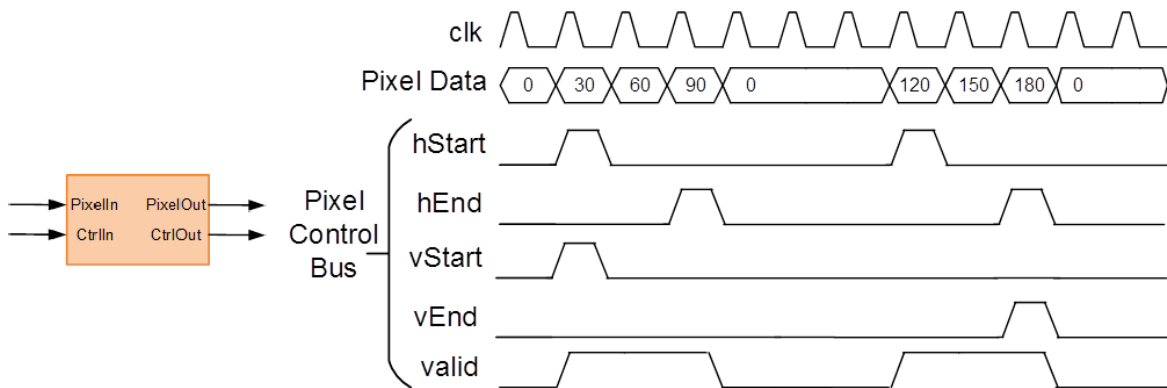 clk
Pixel Data 0 30 60 90 0 120 150 180 0
hStart
PixelIn PixelOut
CtrlIn CtrlOut
Pixel
Control
Bus
hEnd
vStart
vEnd
valid